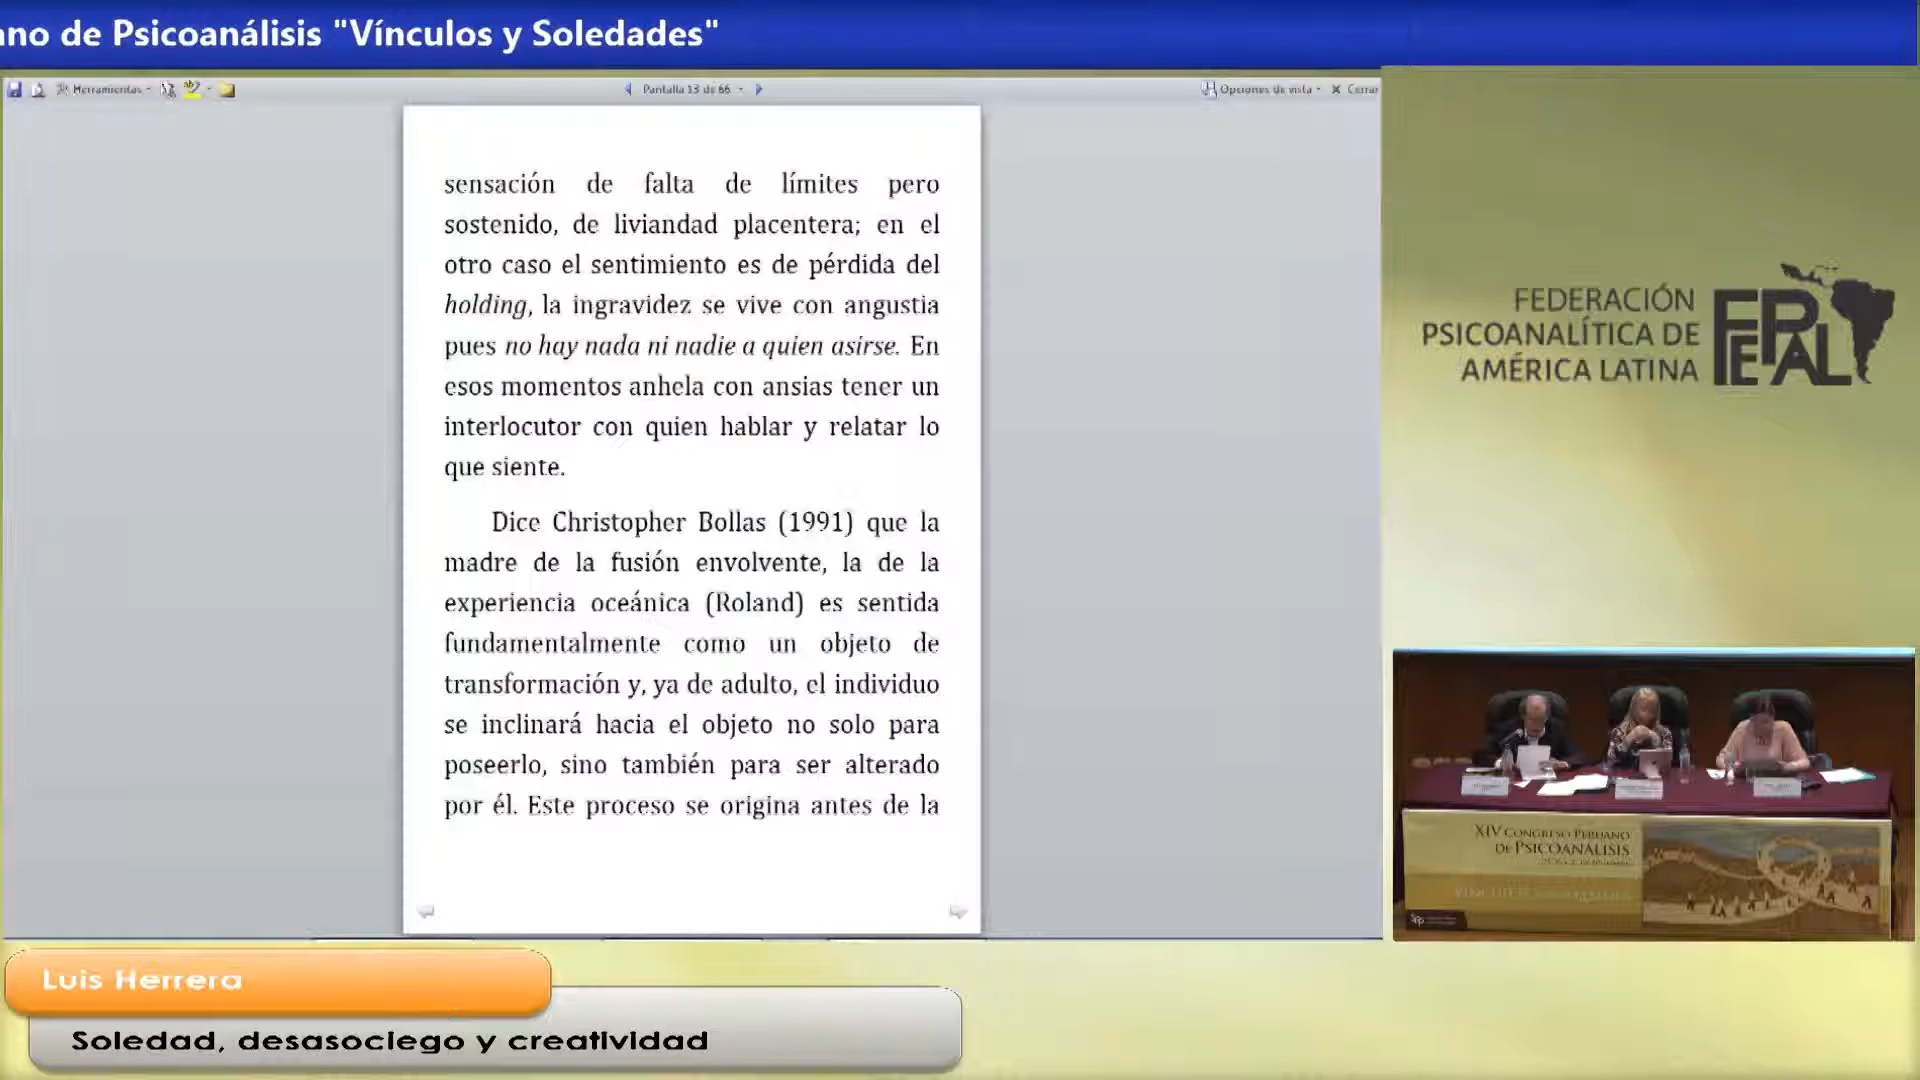 no de Psicoanálisis "Vínculos y Soledades"
Herramientas
Pantalla 13 de 66
Opciones de vista
Cerrar
sensación de falta de límites pero
sostenido, de liviandad placentera; en el
otro caso el sentimiento es de pérdida del
holding, la ingravidez se vive con angustia
pues no hay nada ni nadie a quien asirse. En
esos momentos anhela con ansias tener un
interlocutor con quien hablar y relatar lo
que siente.
Dice Christopher Bollas (1991) que la
madre de la fusión envolvente, la de la
experiencia oceánica (Roland) es sentida
fundamentalmente como un objeto de
transformación y, ya de adulto, el individuo
se inclinará hacia el objeto no solo para
poseerlo, sino también para ser alterado
por él. Este proceso se origina antes de la
FEDERACIÓN
PSICOANALÍTICA DE
AMÉRICA LATINA
FEPAL
XIV CONGRESO PERUANO
DE PSICOANÁLISIS
Luis Herrera
Soledad, desasociego y creatividad